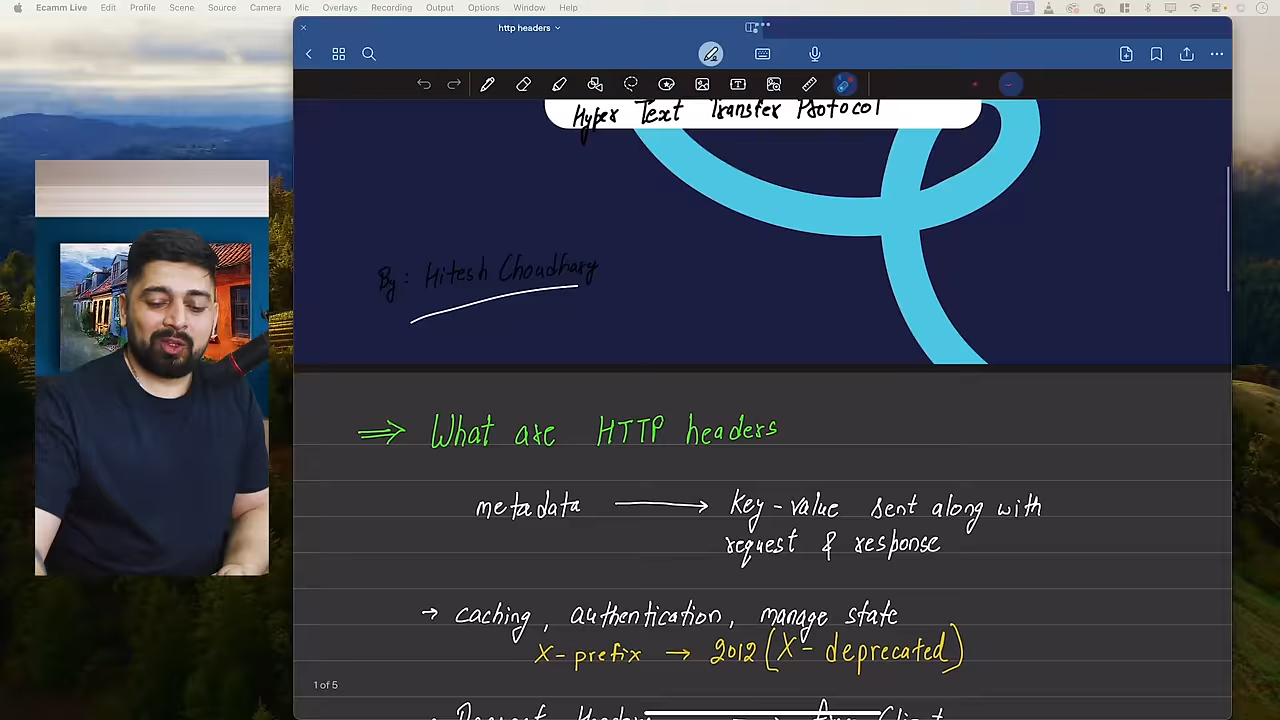 Ecamm Live Edit Profile Scene Source Camera Mic Overlays Recording Output Options Window Help
http headers
Hyper Text Transfer Protocol
By: Hitesh Choudhary
⇒ What are HTTP headers
metadata → Key-value sent along with
request & response
→ caching, authentication, manage state
X-prefix → 2012 (X- deprecated)
1 of 5